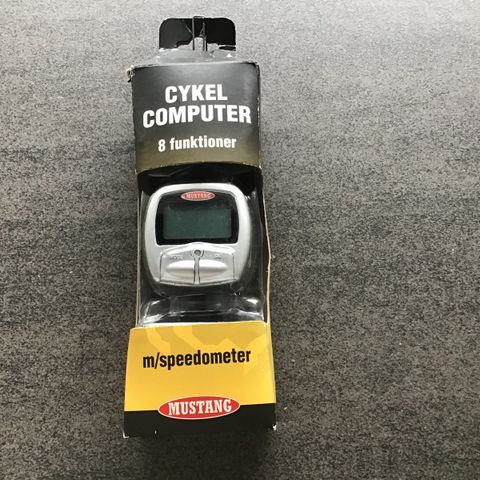 CYKEL
COMPUTER
8 funktioner
MUSTANG
m/speedometer
MUSTANG